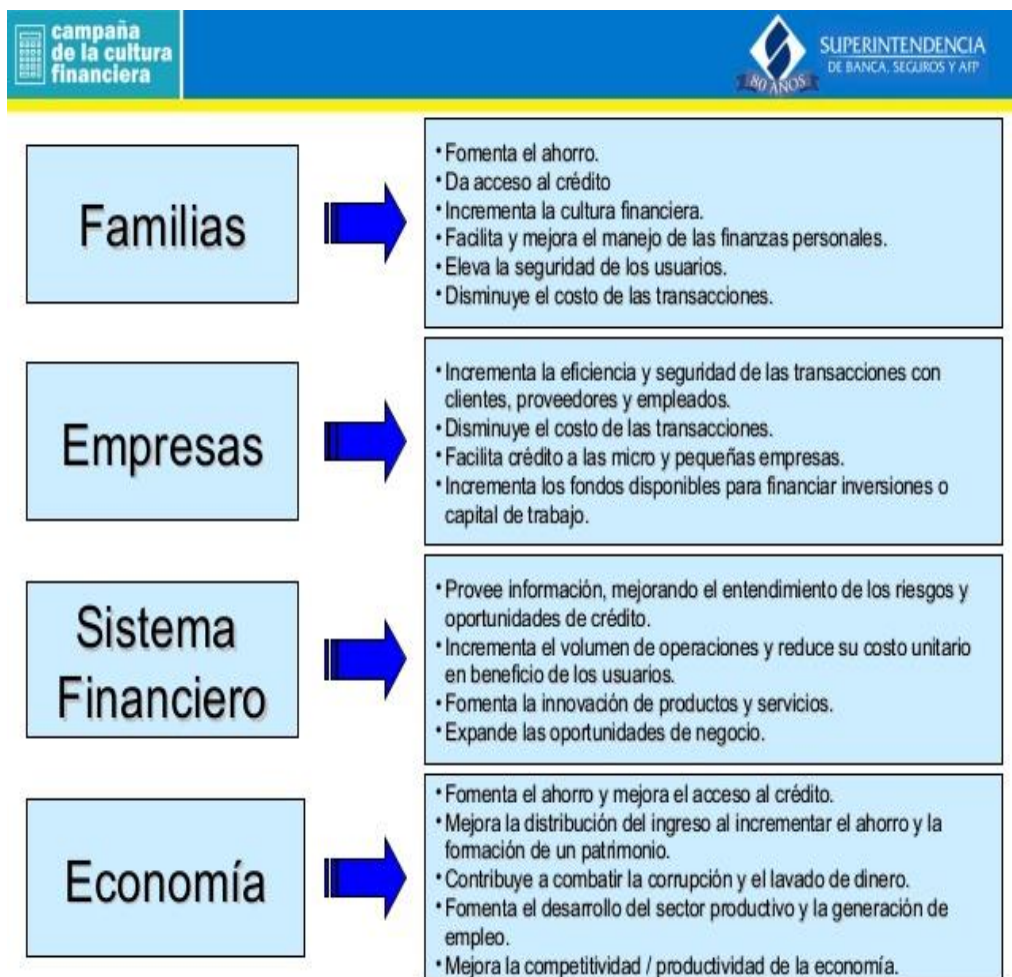 campaña
de la cultura
financiera
SUPERINTENDENCIA
DE BANCA, SEGUROS Y AFP
80 AÑOS
Familias
• Fomenta el ahorro.
• Da acceso al crédito
• Incrementa la cultura financiera.
• Facilita y mejora el manejo de las finanzas personales.
• Eleva la seguridad de los usuarios.
• Disminuye el costo de las transacciones.
Empresas
• Incrementa la eficiencia y seguridad de las transacciones con
clientes, proveedores y empleados.
• Disminuye el costo de las transacciones.
• Facilita crédito a las micro y pequeñas empresas.
• Incrementa los fondos disponibles para financiar inversiones o
capital de trabajo.
Sistema
Financiero
• Provee información, mejorando el entendimiento de los riesgos y
oportunidades de crédito.
• Incrementa el volumen de operaciones y reduce su costo unitario
en beneficio de los usuarios.
• Fomenta la innovación de productos y servicios.
• Expande las oportunidades de negocio.
Economía
• Fomenta el ahorro y mejora el acceso al crédito.
• Mejora la distribución del ingreso al incrementar el ahorro y la
formación de un patrimonio.
• Contribuye a combatir la corrupción y el lavado de dinero.
• Fomenta el desarrollo del sector productivo y la generación de
empleo.
• Mejora la competitividad / productividad de la economía.